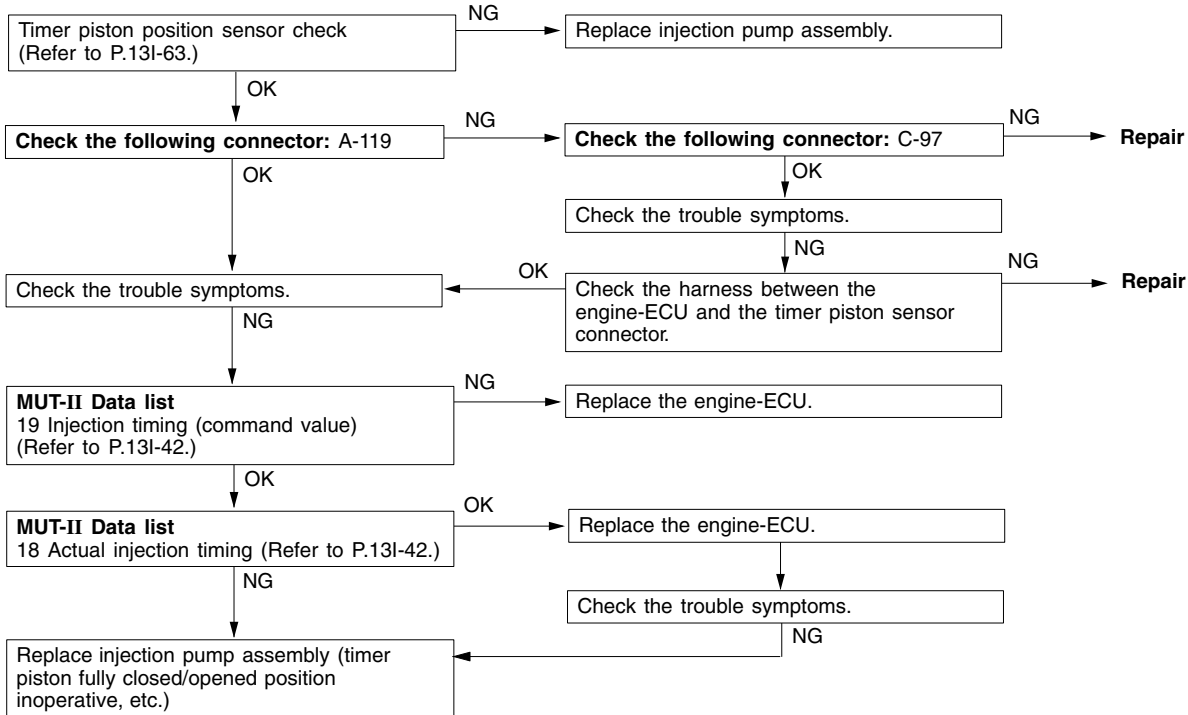 Timer piston position sensor check
(Refer to P.13I-63.)
NG
Replace injection pump assembly.
OK
Check the following connector: A-119
NG
Check the following connector: C-97
NG
Repair
OK
OK
Check the trouble symptoms.
NG
Check the trouble symptoms.
OK
Check the harness between the
engine-ECU and the timer piston sensor
connector.
NG
Repair
NG
MUT-II Data list
19 Injection timing (command value)
(Refer to P.13I-42.)
NG
Replace the engine-ECU.
OK
MUT-II Data list
18 Actual injection timing (Refer to P.13I-42.)
OK
Replace the engine-ECU.
NG
Check the trouble symptoms.
NG
Replace injection pump assembly (timer
piston fully closed/opened position
inoperative, etc.)